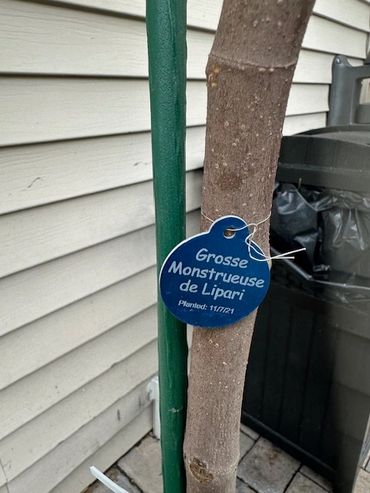 Grosse
Monstrueuse
de Lipari
Planted: 11/7/21